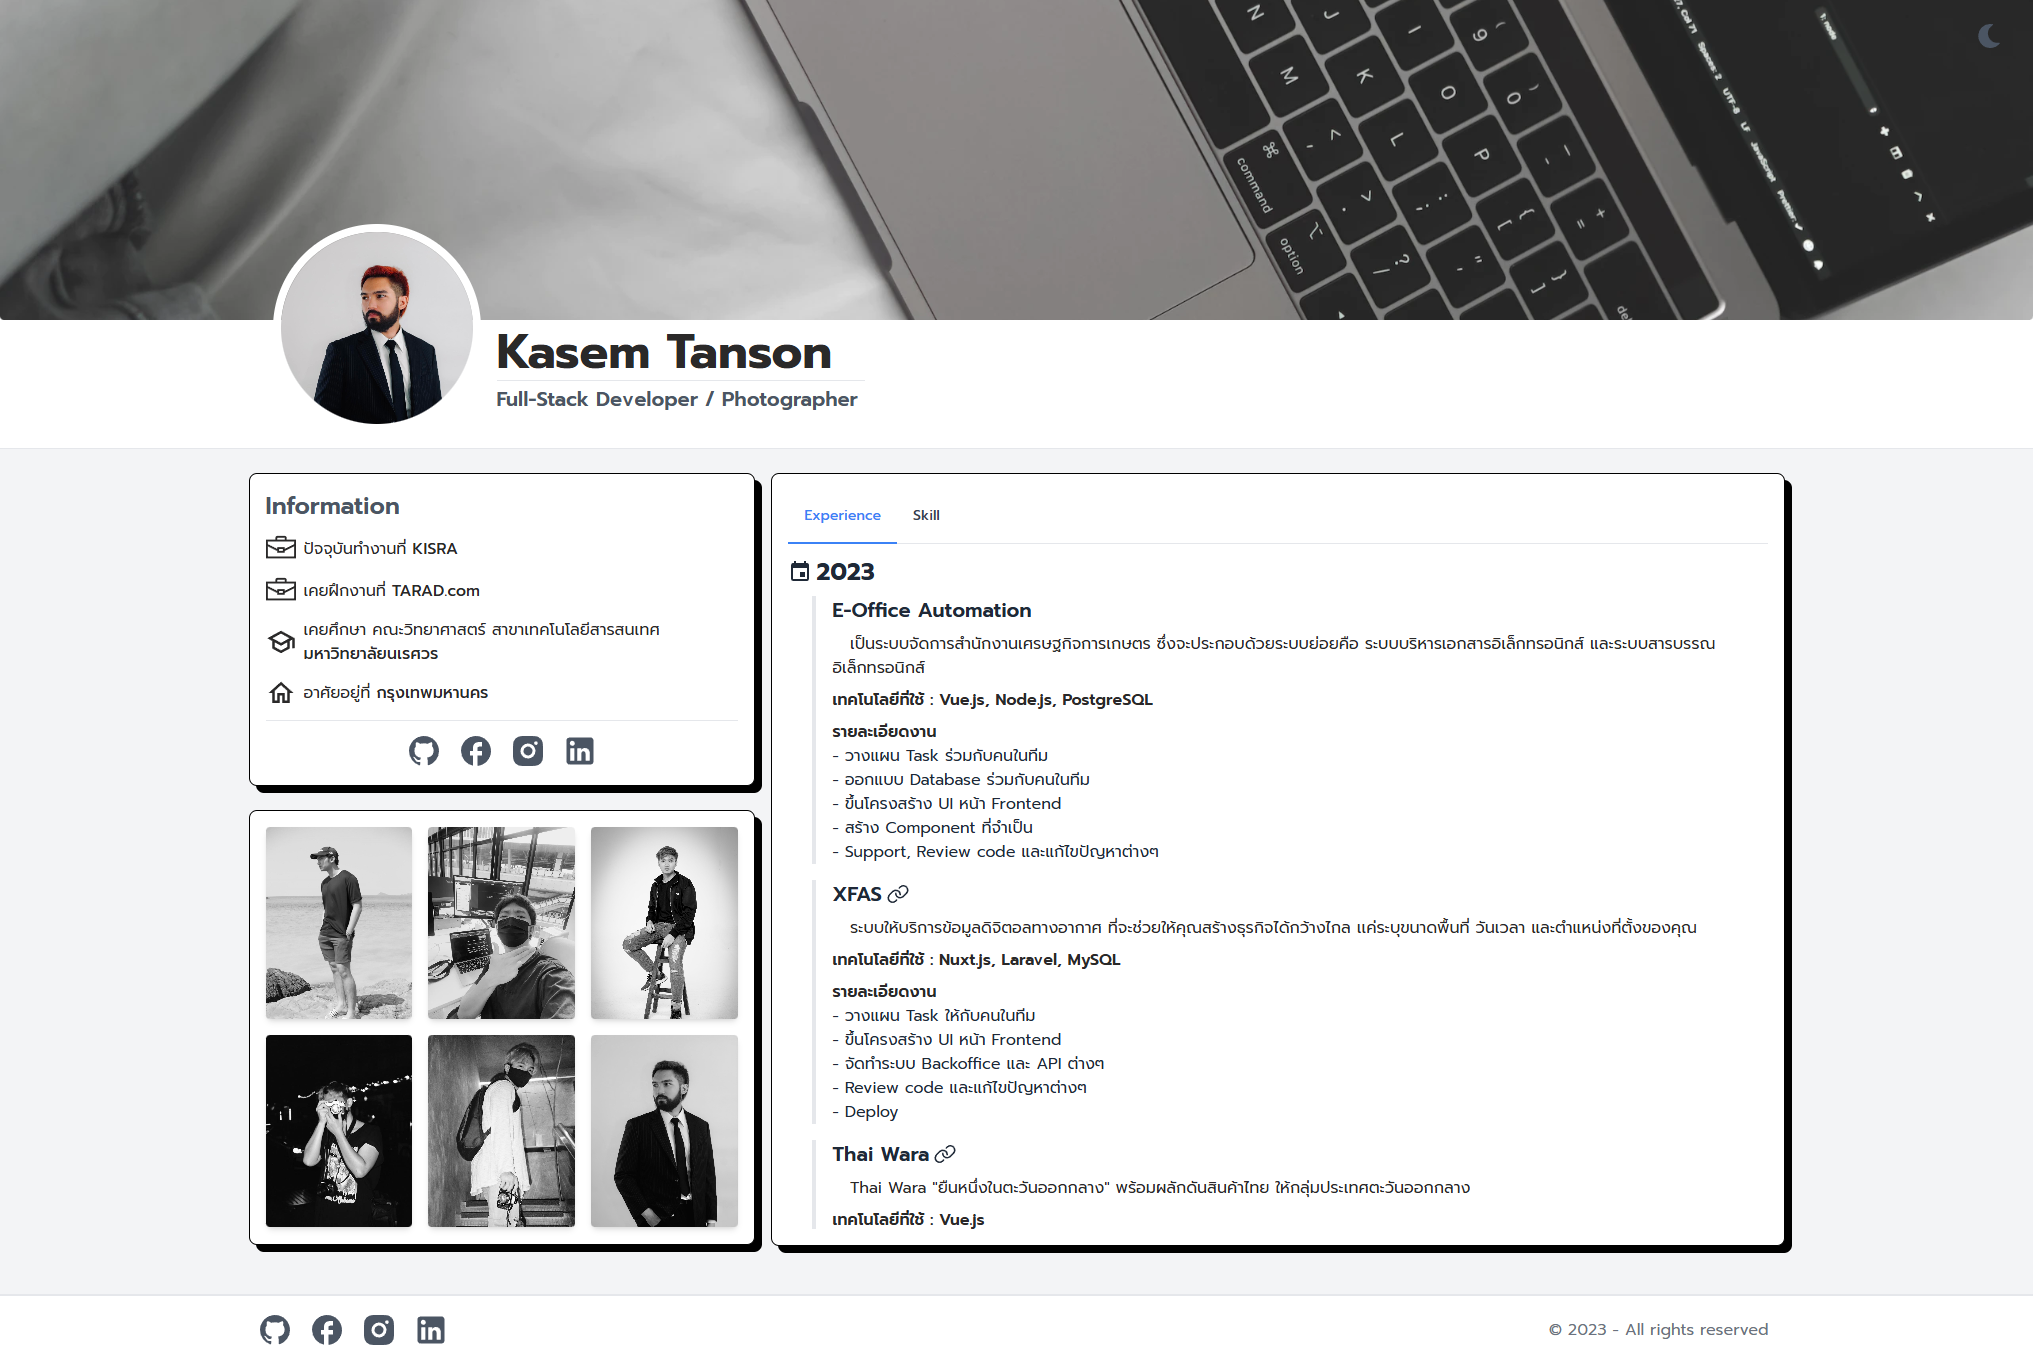 N
J
I
9
M
K
O
0
<
L
P
-
command
>
:
;
{
[
+
=
option
?
/
"
'
}
]
Ln 7, Col 71 Spaces: 2 UTF-8 LF JavaScript Prettier
1: node
Kasem Tanson
Full-Stack Developer / Photographer
Information
ปัจจุบันทำงานที่ KISRA
เคยฝึกงานที่ TARAD.com
เคยศึกษา คณะวิทยาศาสตร์ สาขาเทคโนโลยีสารสนเทศ
มหาวิทยาลัยนเรศวร
อาศัยอยู่ที่ กรุงเทพมหานคร
Experience Skill
2023
E-Office Automation
เป็นระบบจัดการสำนักงานเศรษฐกิจการเกษตร ซึ่งจะประกอบด้วยระบบย่อยคือ ระบบบริหารเอกสารอิเล็กทรอนิกส์ และระบบสารบรรณ
อิเล็กทรอนิกส์
เทคโนโลยีที่ใช้ : Vue.js, Node.js, PostgreSQL
รายละเอียดงาน
- วางแผน Task ร่วมกับคนในทีม
- ออกแบบ Database ร่วมกับคนในทีม
- ขึ้นโครงสร้าง UI หน้า Frontend
- สร้าง Component ที่จำเป็น
- Support, Review code และแก้ไขปัญหาต่างๆ
XFAS
ระบบให้บริการข้อมูลดิจิตอลทางอากาศ ที่จะช่วยให้คุณสร้างธุรกิจได้กว้างไกล แค่ระบุขนาดพื้นที่ วันเวลา และตำแหน่งที่ตั้งของคุณ
เทคโนโลยีที่ใช้ : Nuxt.js, Laravel, MySQL
รายละเอียดงาน
- วางแผน Task ให้กับคนในทีม
- ขึ้นโครงสร้าง UI หน้า Frontend
- จัดทำระบบ Backoffice และ API ต่างๆ
- Review code และแก้ไขปัญหาต่างๆ
- Deploy
Thai Wara
Thai Wara "ยืนหนึ่งในตะวันออกกลาง" พร้อมผลักดันสินค้าไทย ให้กลุ่มประเทศตะวันออกกลาง
เทคโนโลยีที่ใช้ : Vue.js
© 2023 - All rights reserved